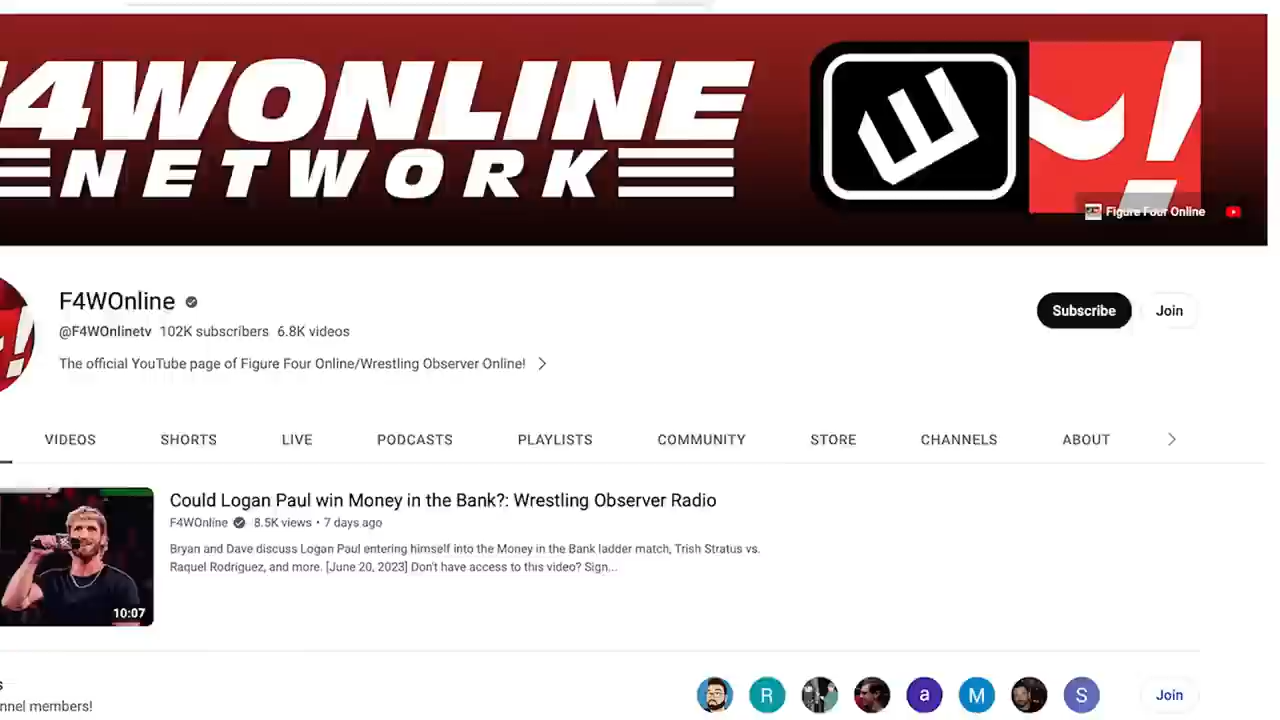 F4WONLINE
NETWORK
Figure Four Online
F4WOnline
Subscribe
Join
@F4WOnlinetv 102K subscribers 6.8K videos
The official YouTube page of Figure Four Online/Wrestling Observer Online!
VIDEOS SHORTS LIVE PODCASTS PLAYLISTS COMMUNITY STORE CHANNELS ABOUT
Could Logan Paul win Money in the Bank?: Wrestling Observer Radio
F4WOnline 8.5K views • 7 days ago
Bryan and Dave discuss Logan Paul entering himself into the Money in the Bank ladder match, Trish Stratus vs.
Raquel Rodriguez, and more. [June 20, 2023] Don't have access to this video? Sign...
10:07
R a M S Join
nnel members!